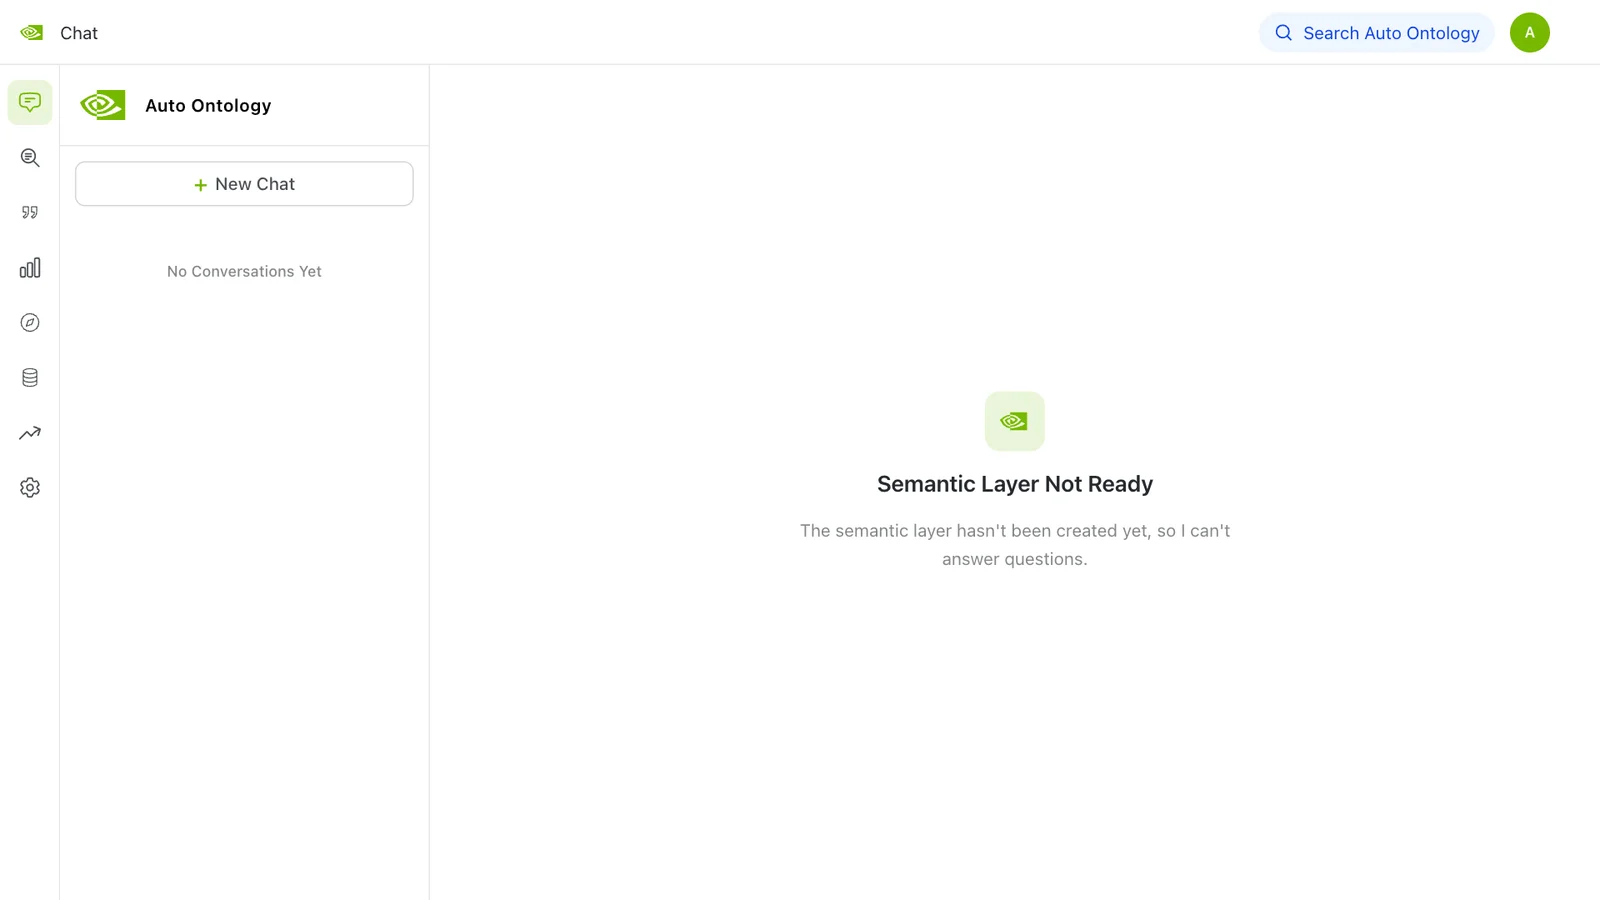 Chat
Search Auto Ontology
A
Auto Ontology
+ New Chat
No Conversations Yet
Semantic Layer Not Ready
The semantic layer hasn't been created yet, so I can't
answer questions.